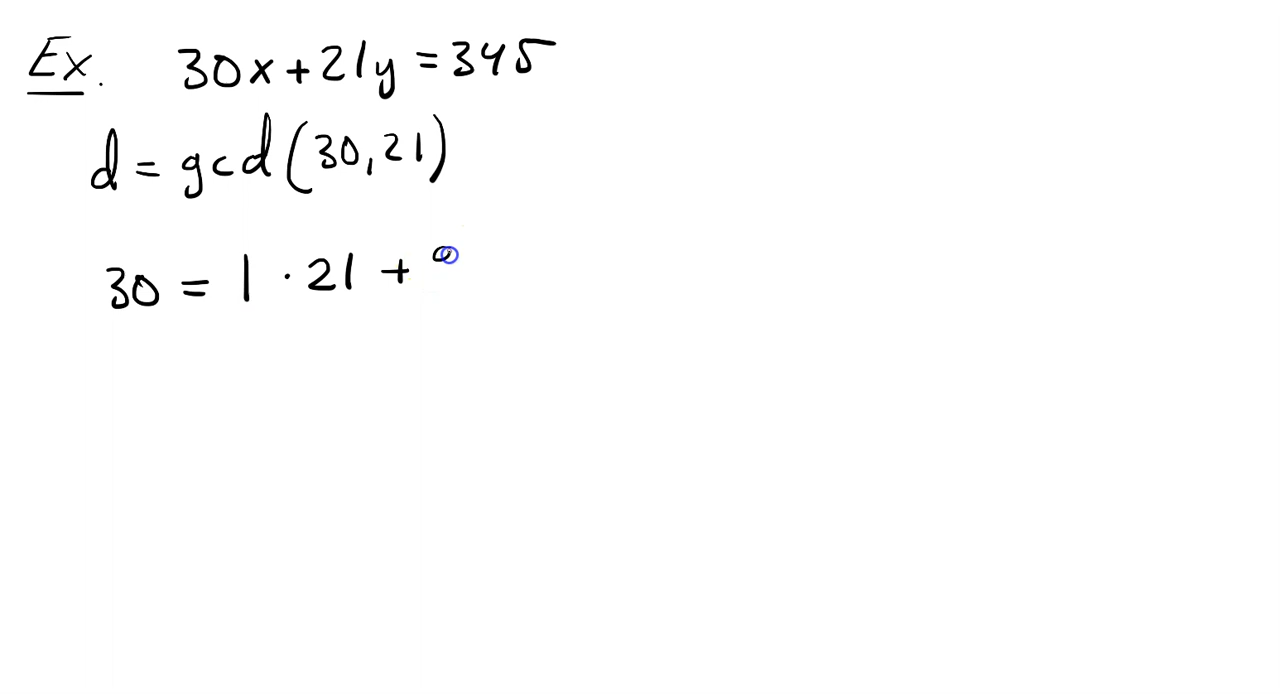 Ex. 30x+21y=345
d=gcd(30,21)
30 = 1 · 21 +